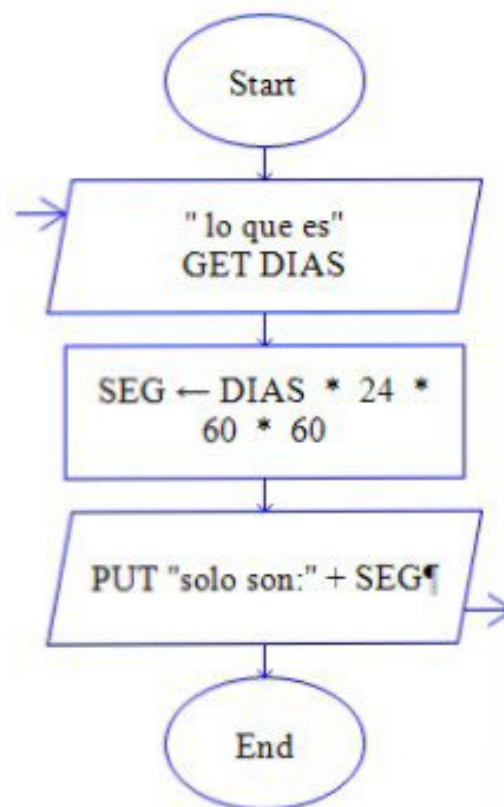 Start
" lo que es"
GET DIAS
SEG ← DIAS * 24 *
60 * 60
PUT "solo son:" + SEG¶
End